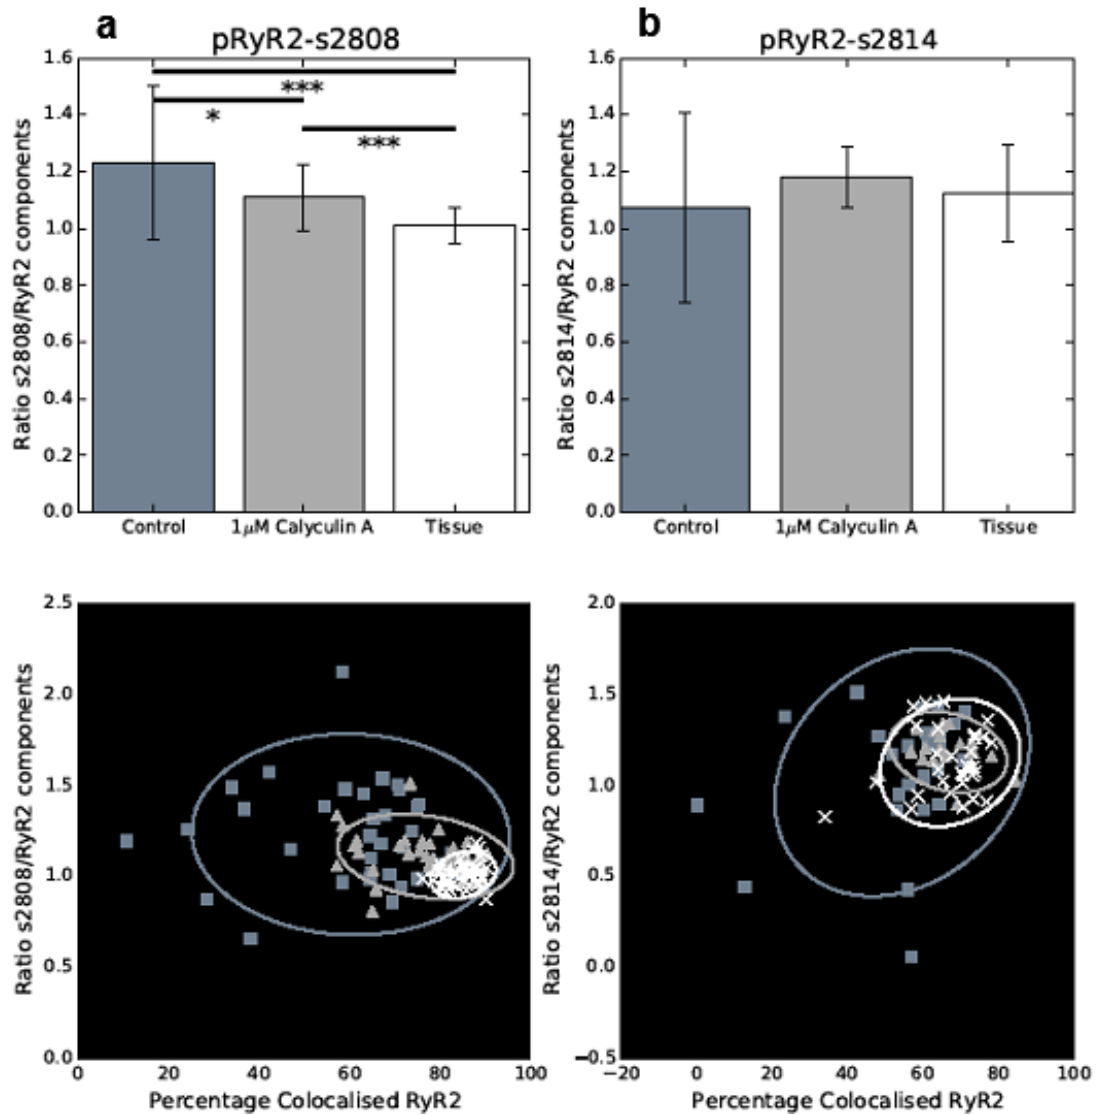 a
b
pRyR2-s2808
pRyR2-s2814
Ratio s2808/RyR2 components
1.6
1.4
1.2
1.0
0.8
0.6
0.4
0.2
0.0
***
*
***
Control
1μM Calyculin A
Tissue
Ratio s2814/RyR2 components
1.6
1.4
1.2
1.0
0.8
0.6
0.4
0.2
0.0
Control
1μM Calyculin A
Tissue
Ratio s2808/RyR2 components
2.5
2.0
1.5
1.0
0.5
0.0
0
20
40
60
80
100
Percentage Colocalised RyR2
Ratio s2814/RyR2 components
2.0
1.5
1.0
0.5
0.0
−0.5
−20
0
20
40
60
80
100
Percentage Colocalised RyR2